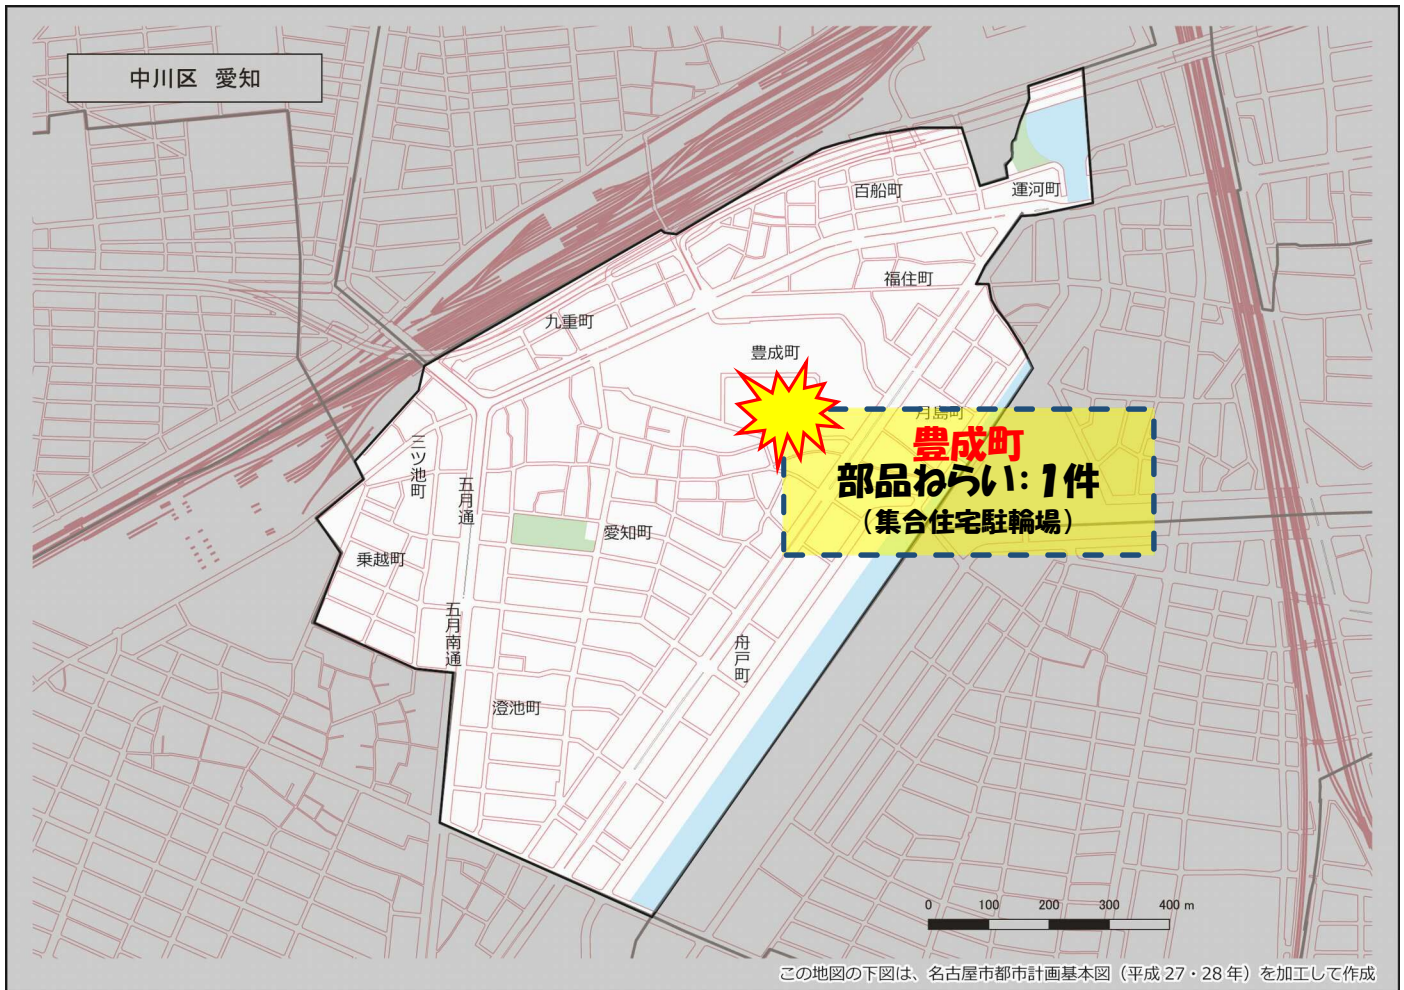 中川区 愛知
百船町
運河町
福住町
九重町
豊成町
月島町
豊成町
部品ねらい：1件
（集合住宅駐輪場）
三ツ池町
五月通
愛知町
乗越町
五月南通
舟戸町
澄池町
0 100 200 300 400 m
この地図の下図は、名古屋市都市計画基本図（平成 27・28 年）を加工して作成